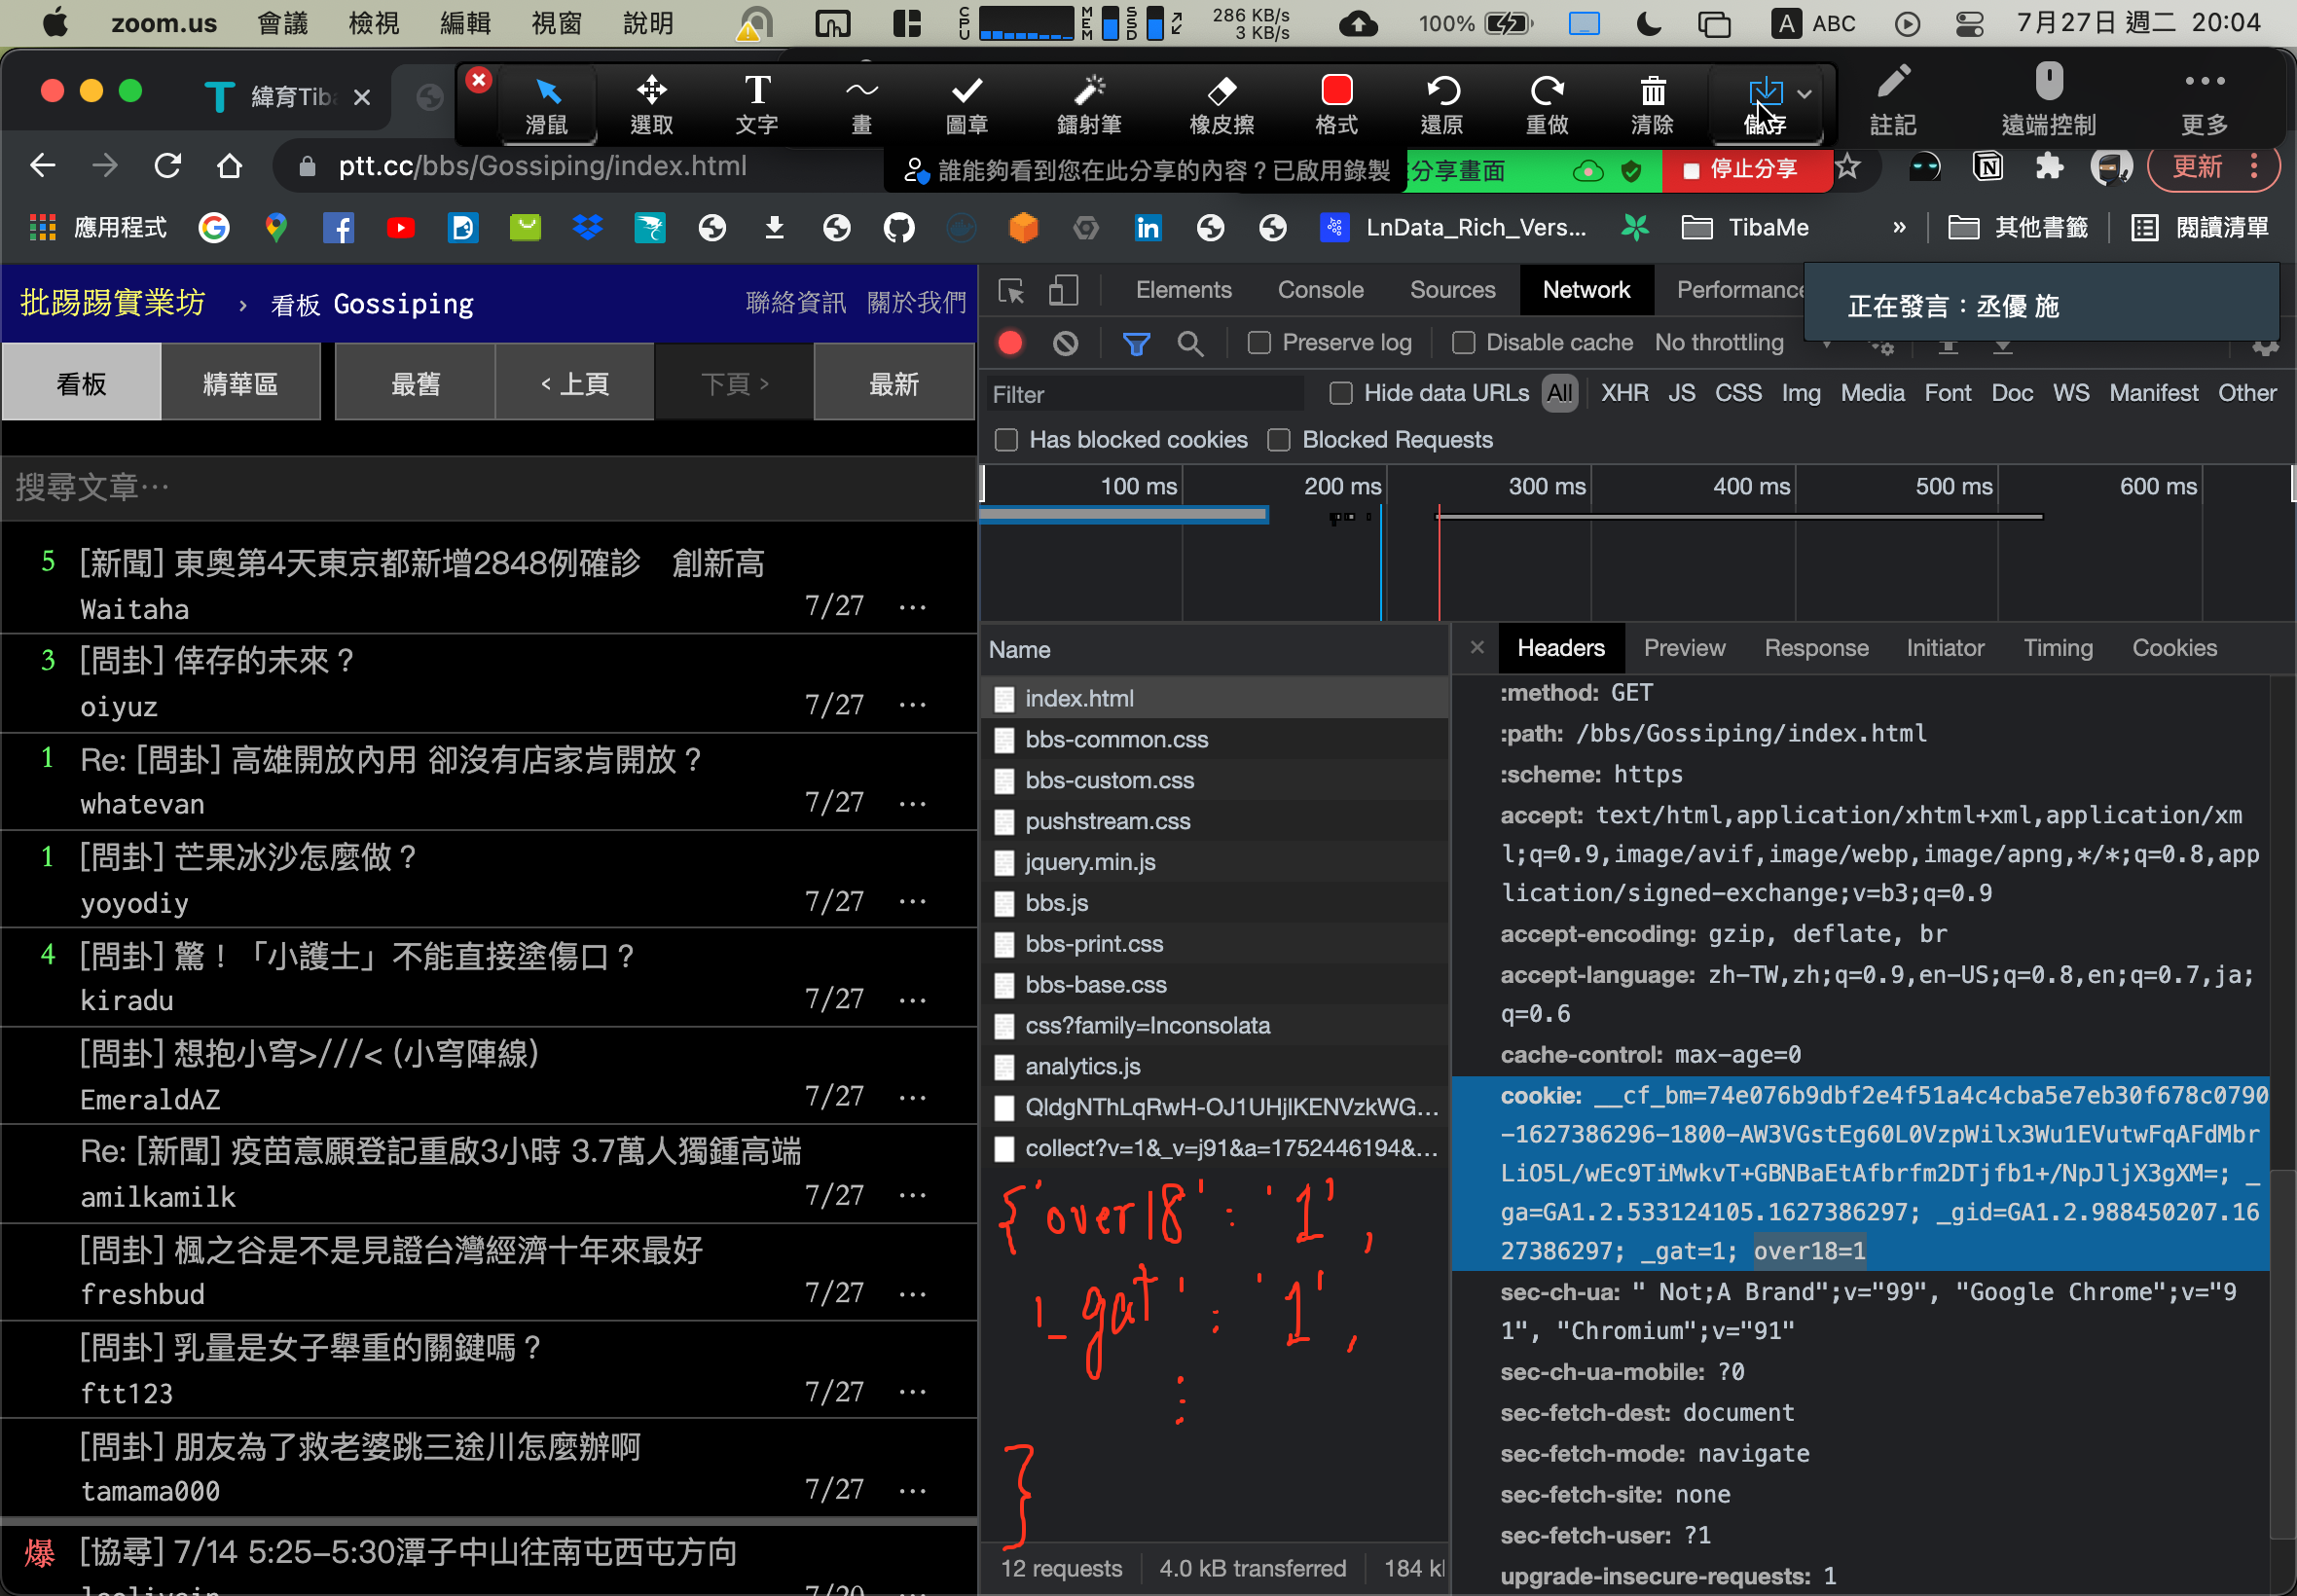 zoom.us 會議 檢視 編輯 視窗 說明 CPU MEM SSD 286 KB/s 3 KB/s 100% A ABC 7月27日 週二 20:04
緯育Tiba
滑鼠 選取 文字 畫 圖章 鐳射筆 橡皮擦 格式 還原 重做 清除 儲存 註記 遠端控制 更多
ptt.cc/bbs/Gossiping/index.html
誰能夠看到您在此分享的內容？已啟用錄製 分享畫面 停止分享 更新
應用程式 LnData_Rich_Vers... TibaMe » 其他書籤 閱讀清單
批踢踢實業坊 › 看板 Gossiping 聯絡資訊 關於我們
看板 精華區 最舊 ‹ 上頁 下頁 › 最新
搜尋文章…
5 [新聞] 東奧第4天東京都新增2848例確診　創新高
Waitaha 7/27 ...
3 [問卦] 倖存的未來？
oiyuz 7/27 ...
1 Re: [問卦] 高雄開放內用 卻沒有店家肯開放？
whatevan 7/27 ...
1 [問卦] 芒果冰沙怎麼做？
yoyodiy 7/27 ...
4 [問卦] 驚！「小護士」不能直接塗傷口？
kiradu 7/27 ...
[問卦] 想抱小穹>///< (小穹陣線)
EmeraldAZ 7/27 ...
Re: [新聞] 疫苗意願登記重啟3小時 3.7萬人獨鍾高端
amilkamilk 7/27 ...
[問卦] 楓之谷是不是見證台灣經濟十年來最好
freshbud 7/27 ...
[問卦] 乳量是女子舉重的關鍵嗎？
ftt123 7/27 ...
[問卦] 朋友為了救老婆跳三途川怎麼辦啊
tamama000 7/27 ...
爆 [協尋] 7/14 5:25-5:30潭子中山往南屯西屯方向
Elements Console Sources Network Performance
正在發言：丞優 施
Preserve log Disable cache No throttling
Filter Hide data URLs All XHR JS CSS Img Media Font Doc WS Manifest Other
Has blocked cookies Blocked Requests
100 ms 200 ms 300 ms 400 ms 500 ms 600 ms
Name
index.html
bbs-common.css
bbs-custom.css
pushstream.css
jquery.min.js
bbs.js
bbs-print.css
bbs-base.css
css?family=Inconsolata
analytics.js
QldgNThLqRwH-OJ1UHjIKENVzkWG...
collect?v=1&_v=j91&a=1752446194&...
{'over18' : '1',
'_gat' : '1',
⋮
}
12 requests 4.0 kB transferred 184 k
× Headers Preview Response Initiator Timing Cookies
:method: GET
:path: /bbs/Gossiping/index.html
:scheme: https
accept: text/html,application/xhtml+xml,application/xm
l;q=0.9,image/avif,image/webp,image/apng,*/*;q=0.8,app
lication/signed-exchange;v=b3;q=0.9
accept-encoding: gzip, deflate, br
accept-language: zh-TW,zh;q=0.9,en-US;q=0.8,en;q=0.7,ja;
q=0.6
cache-control: max-age=0
cookie: __cf_bm=74e076b9dbf2e4f51a4c4cba5e7eb30f678c0790
-1627386296-1800-AW3VGstEg60L0VzpWilx3Wu1EVutwFqAFdMbr
LiO5L/wEc9TiMwkvT+GBNBaEtAfbrfm2DTjfb1+/NpJljX3gXM=; _
ga=GA1.2.533124105.1627386297; _gid=GA1.2.988450207.16
27386297; _gat=1; over18=1
sec-ch-ua: " Not;A Brand";v="99", "Google Chrome";v="9
1", "Chromium";v="91"
sec-ch-ua-mobile: ?0
sec-fetch-dest: document
sec-fetch-mode: navigate
sec-fetch-site: none
sec-fetch-user: ?1
upgrade-insecure-requests: 1